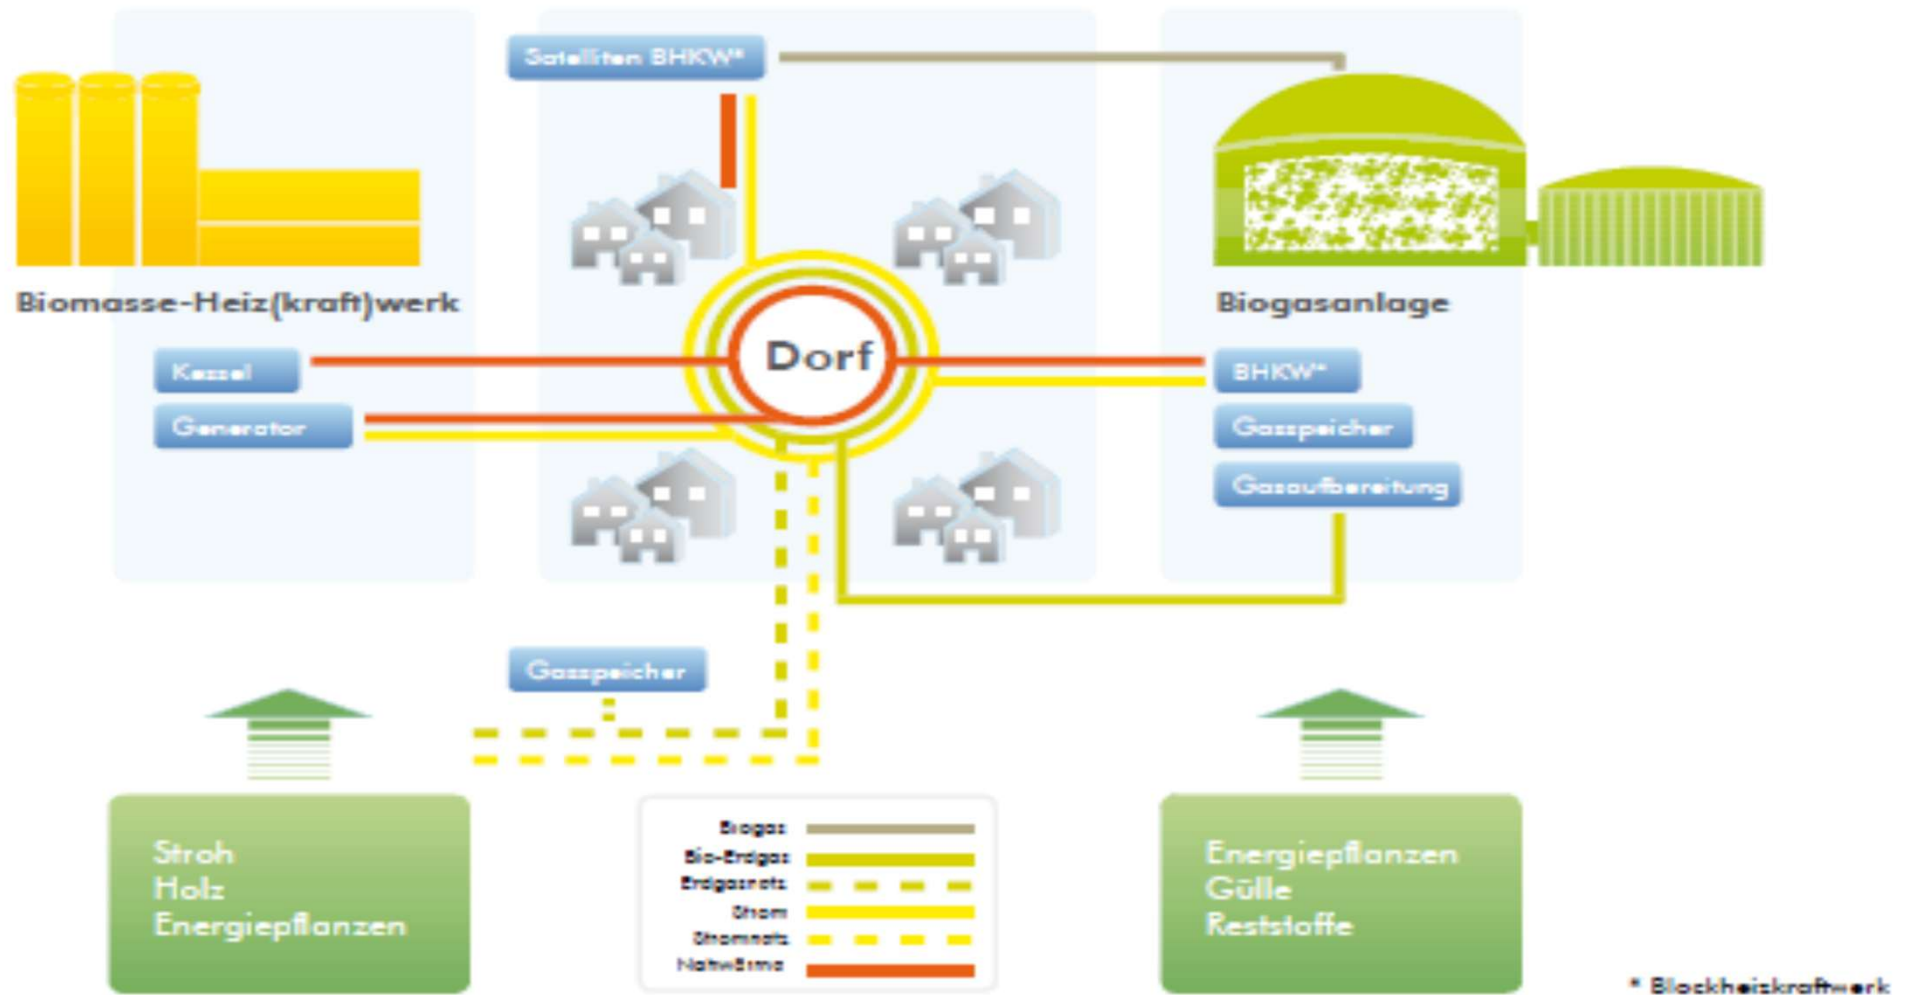 Satelliten BHKW*
Biomasse-Heiz(kraft)werk
Kessel
Generator
Dorf
Biogasanlage
BHKW*
Gasspeicher
Gasaufbereitung
Gasspeicher
Stroh
Holz
Energiepflanzen
Biogas
Bio-Erdgas
Erdgasnetz
Strom
Stromnetz
Nahwärme
Energiepflanzen
Gülle
Reststoffe
* Blockheizkraftwerk